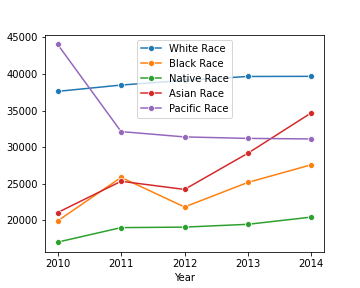 45000
40000
35000
30000
25000
20000
White Race
Black Race
Native Race
Asian Race
Pacific Race
2010 2011 2012 2013 2014
Year